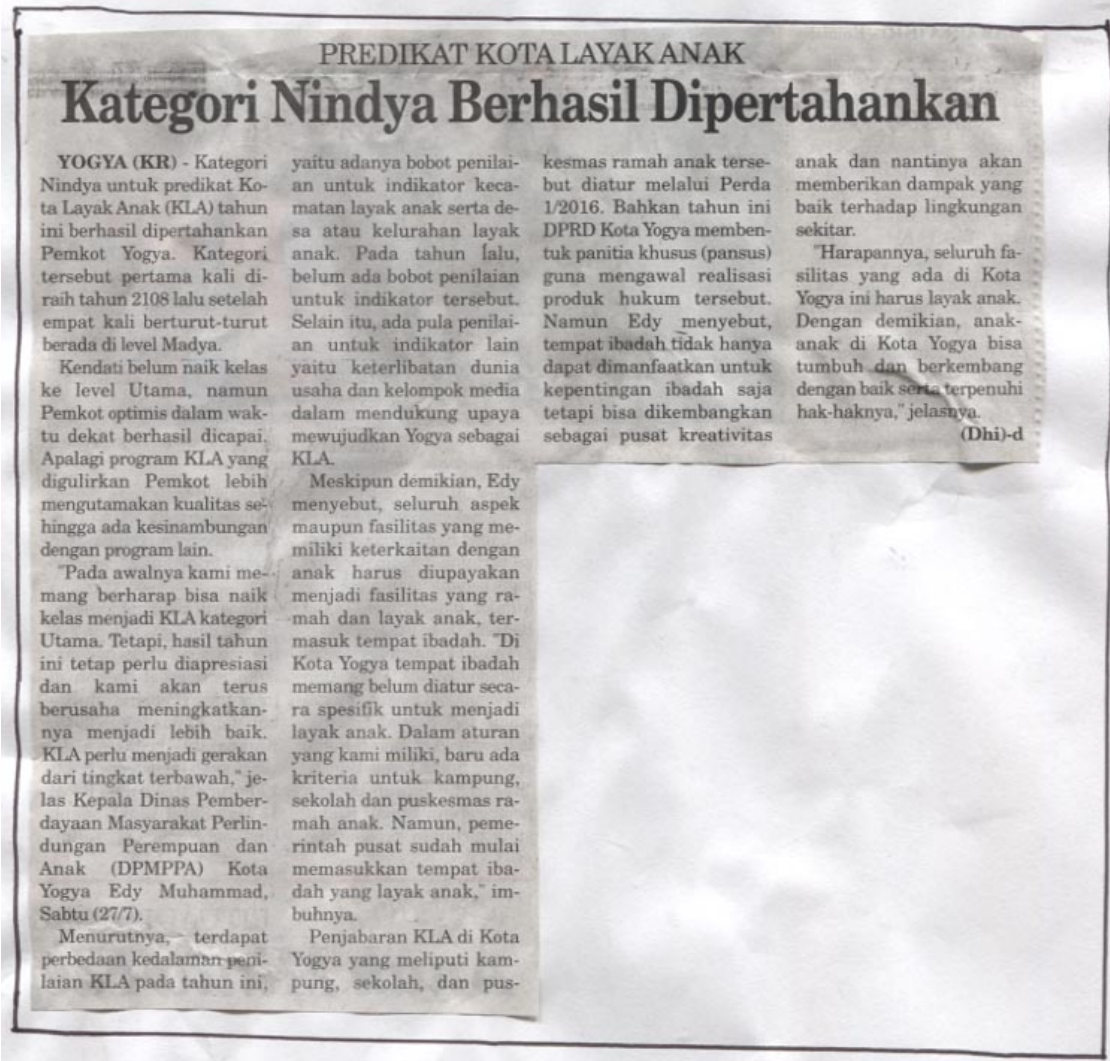 PREDIKAT KOTA LAYAK ANAK
Kategori Nindya Berhasil Dipertahankan
YOGYA (KR) - Kategori
Nindya untuk predikat Ko-
ta Layak Anak (KLA) tahun
ini berhasil dipertahankan
Pemkot Yogya. Kategori
tersebut pertama kali di-
raih tahun 2108 lalu setelah
empat kali berturut-turut
berada di level Madya.
Kendati belum naik kelas
ke level Utama, namun
Pemkot optimis dalam wak-
tu dekat berhasil dicapai.
Apalagi program KLA yang
digulirkan Pemkot lebih
mengutamakan kualitas se-
hingga ada kesinambungan
dengan program lain.
"Pada awalnya kami me-
mang berharap bisa naik
kelas menjadi KLA kategori
Utama. Tetapi, hasil tahun
ini tetap perlu diapresiasi
dan kami akan terus
berusaha meningkatkan-
nya menjadi lebih baik.
KLA perlu menjadi gerakan
dari tingkat terbawah," je-
las Kepala Dinas Pember-
dayaan Masyarakat Perlin-
dungan Perempuan dan
Anak (DPMPPA) Kota
Yogya Edy Muhammad,
Sabtu (27/7).
Menurutnya, terdapat
perbedaan kedalaman peni-
laian KLA pada tahun ini,
yaitu adanya bobot penilai-
an untuk indikator keca-
matan layak anak serta de-
sa atau kelurahan layak
anak. Pada tahun lalu,
belum ada bobot penilaian
untuk indikator tersebut.
Selain itu, ada pula penilai-
an untuk indikator lain
yaitu keterlibatan dunia
usaha dan kelompok media
dalam mendukung upaya
mewujudkan Yogya sebagai
KLA.
Meskipun demikian, Edy
menyebut, seluruh aspek
maupun fasilitas yang me-
miliki keterkaitan dengan
anak harus diupayakan
menjadi fasilitas yang ra-
mah dan layak anak, ter-
masuk tempat ibadah. "Di
Kota Yogya tempat ibadah
memang belum diatur seca-
ra spesifik untuk menjadi
layak anak. Dalam aturan
yang kami miliki, baru ada
kriteria untuk kampung,
sekolah dan puskesmas ra-
mah anak. Namun, peme-
rintah pusat sudah mulai
memasukkan tempat iba-
dah yang layak anak," im-
buhnya.
Penjabaran KLA di Kota
Yogya yang meliputi kam-
pung, sekolah, dan pus-
kesmas ramah anak terse-
but diatur melalui Perda
1/2016. Bahkan tahun ini
DPRD Kota Yogya memben-
tuk panitia khusus (pansus)
guna mengawal realisasi
produk hukum tersebut.
Namun Edy menyebut,
tempat ibadah tidak hanya
dapat dimanfaatkan untuk
kepentingan ibadah saja
tetapi bisa dikembangkan
sebagai pusat kreativitas
anak dan nantinya akan
memberikan dampak yang
baik terhadap lingkungan
sekitar.
"Harapannya, seluruh fa-
silitas yang ada di Kota
Yogya ini harus layak anak.
Dengan demikian, anak-
anak di Kota Yogya bisa
tumbuh dan berkembang
dengan baik serta terpenuhi
hak-haknya," jelasnya.
(Dhi)-d